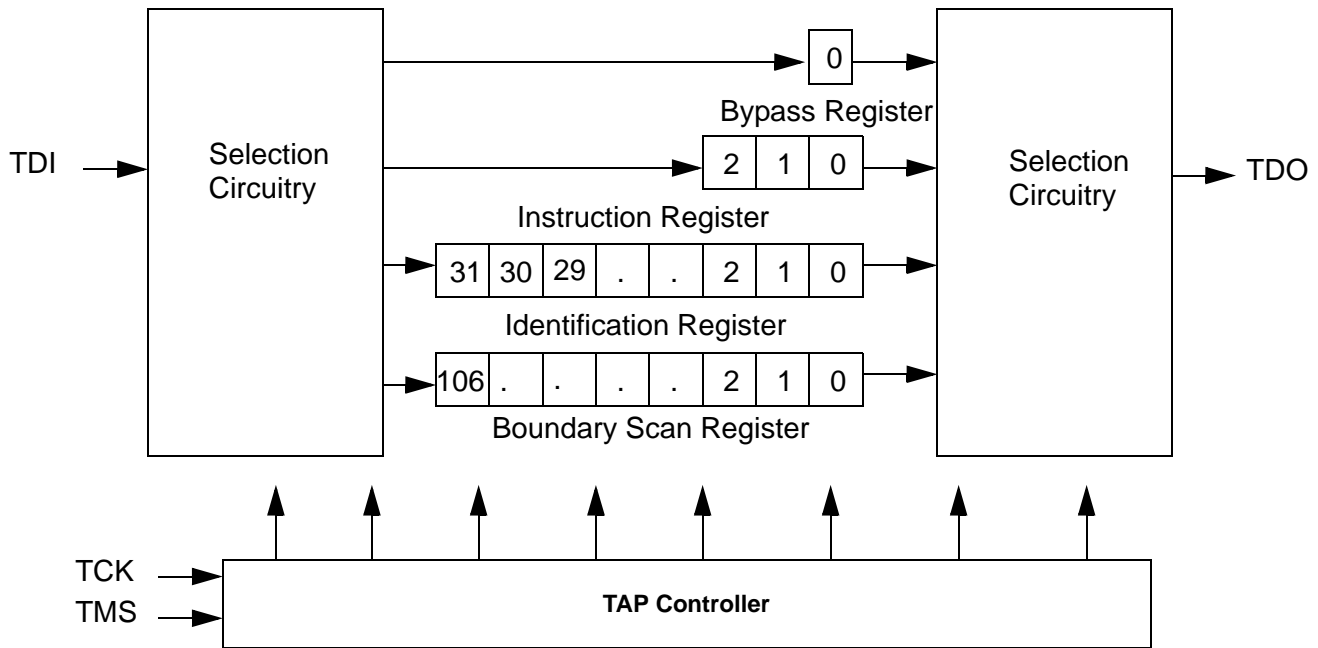 0
Bypass Register
TDI
Selection
Circuitry
2 1 0
Selection
Circuitry
TDO
Instruction Register
31 30 29 . . 2 1 0
Identification Register
106 . . . . 2 1 0
Boundary Scan Register
TCK
TMS
TAP Controller